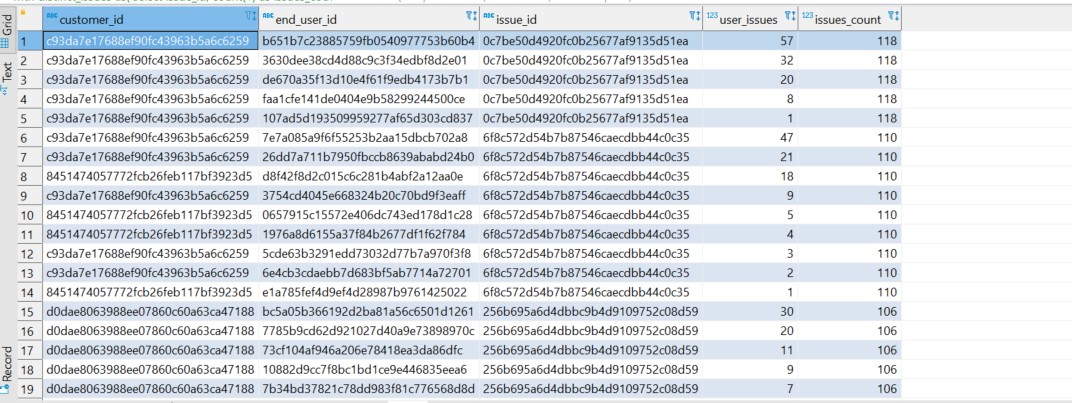 Grid
Text
Record
ABC customer_id ABC end_user_id ABC issue_id 123 user_issues 123 issues_count
1 c93da7e17688ef90fc43963b5a6c6259 b651b7c23885759fb0540977753b60b4 0c7be50d4920fc0b25677af9135d51ea 57 118
2 c93da7e17688ef90fc43963b5a6c6259 3630dee38cd4d88c9c3f34edbf8d2e01 0c7be50d4920fc0b25677af9135d51ea 32 118
3 c93da7e17688ef90fc43963b5a6c6259 de670a35f13d10e4f61f9edb4173b7b1 0c7be50d4920fc0b25677af9135d51ea 20 118
4 c93da7e17688ef90fc43963b5a6c6259 faa1cfe141de0404e9b58299244500ce 0c7be50d4920fc0b25677af9135d51ea 8 118
5 c93da7e17688ef90fc43963b5a6c6259 107ad5d193509959277af65d303cd837 0c7be50d4920fc0b25677af9135d51ea 1 118
6 c93da7e17688ef90fc43963b5a6c6259 7e7a085a9f6f55253b2aa15dbcb702a8 6f8c572d54b7b87546caecdbb44c0c35 47 110
7 c93da7e17688ef90fc43963b5a6c6259 26dd7a711b7950fbccb8639ababd24b0 6f8c572d54b7b87546caecdbb44c0c35 21 110
8 8451474057772fcb26feb117bf3923d5 d8f42f8d2c015c6c281b4abf2a12aa0e 6f8c572d54b7b87546caecdbb44c0c35 18 110
9 c93da7e17688ef90fc43963b5a6c6259 3754cd4045e668324b20c70bd9f3eaff 6f8c572d54b7b87546caecdbb44c0c35 9 110
10 8451474057772fcb26feb117bf3923d5 0657915c15572e406dc743ed178d1c28 6f8c572d54b7b87546caecdbb44c0c35 5 110
11 8451474057772fcb26feb117bf3923d5 1976a8d6155a37f84b2677df1f62f784 6f8c572d54b7b87546caecdbb44c0c35 4 110
12 c93da7e17688ef90fc43963b5a6c6259 5cde63b3291edd73032d77b7a970f3f8 6f8c572d54b7b87546caecdbb44c0c35 3 110
13 c93da7e17688ef90fc43963b5a6c6259 6e4cb3cdaebb7d683bf5ab7714a72701 6f8c572d54b7b87546caecdbb44c0c35 2 110
14 8451474057772fcb26feb117bf3923d5 e1a785fef4d9ef4d28987b9761425022 6f8c572d54b7b87546caecdbb44c0c35 1 110
15 d0dae8063988ee07860c60a63ca47188 bc5a05b366192d2ba81a56c6501d1261 256b695a6d4dbbc9b4d9109752c08d59 30 106
16 d0dae8063988ee07860c60a63ca47188 7785b9cd62d921027d40a9e73898970c 256b695a6d4dbbc9b4d9109752c08d59 20 106
17 d0dae8063988ee07860c60a63ca47188 73cf104af946a206e78418ea3da86dfc 256b695a6d4dbbc9b4d9109752c08d59 11 106
18 d0dae8063988ee07860c60a63ca47188 10882d9cc7f8bc1bd1ce9e446835eea6 256b695a6d4dbbc9b4d9109752c08d59 9 106
19 d0dae8063988ee07860c60a63ca47188 7b34bd37821c78dd983f81c776568d8d 256b695a6d4dbbc9b4d9109752c08d59 7 106